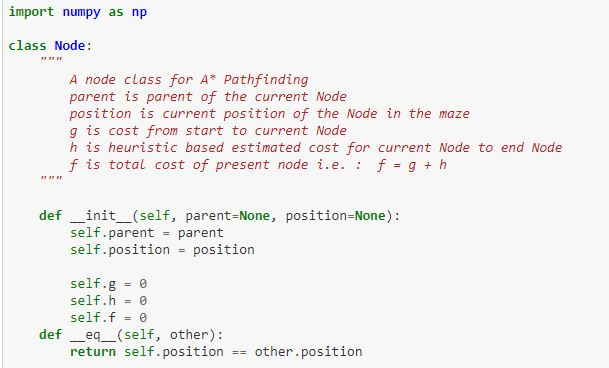 import numpy as np
class Node:
"""
A node class for A* Pathfinding
parent is parent of the current Node
position is current position of the Node in the maze
g is cost from start to current Node
h is heuristic based estimated cost for current Node to end Node
f is total cost of present node i.e. :  f = g + h
"""
def __init__(self, parent=None, position=None):
self.parent = parent
self.position = position
self.g = 0
self.h = 0
self.f = 0
def __eq__(self, other):
return self.position == other.position